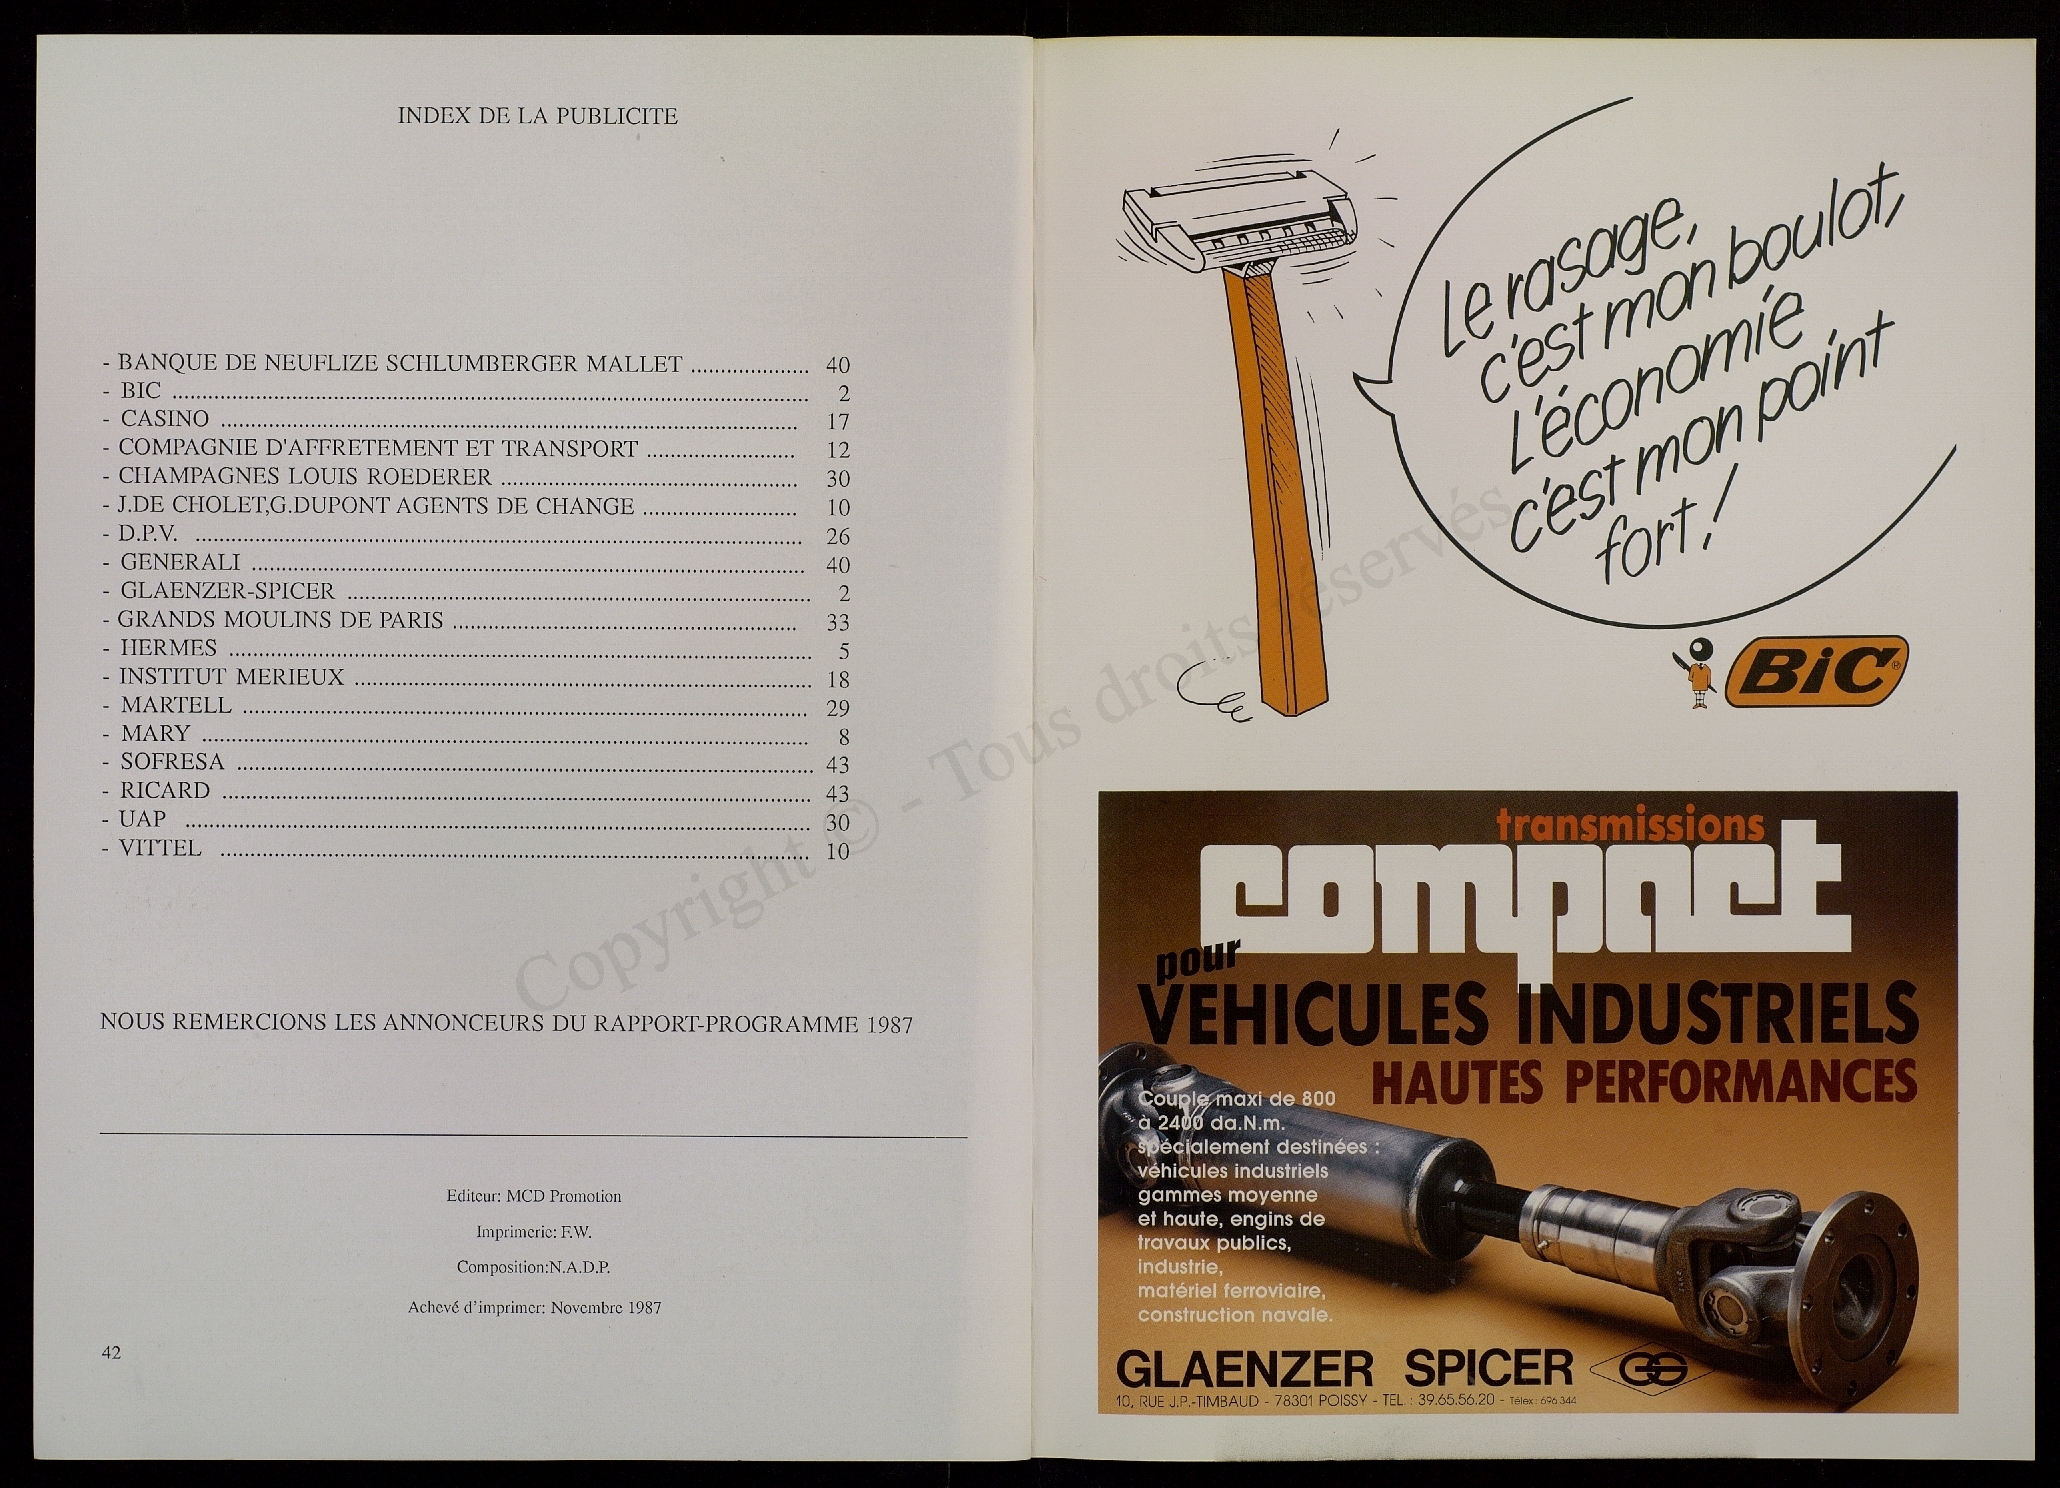 INDEX DE LA PUBLICITE
- BANQUE DE NEUFLIZE SCHLUMBERGER MALLET .................... 40
- BIC .................... 2
- CASINO .................... 17
- COMPAGNIE D'AFFRETEMENT ET TRANSPORT .................... 12
- CHAMPAGNES LOUIS ROEDERER .................... 30
- J.DE CHOLET,G.DUPONT AGENTS DE CHANGE .................... 10
- D.P.V. .................... 26
- GENERALI .................... 40
- GLAENZER-SPICER .................... 2
- GRANDS MOULINS DE PARIS .................... 33
- HERMES .................... 5
- INSTITUT MERIEUX .................... 18
- MARTELL .................... 29
- MARY .................... 8
- SOFRESA .................... 43
- RICARD .................... 43
- UAP .................... 30
- VITTEL .................... 10
NOUS REMERCIONS LES ANNONCEURS DU RAPPORT-PROGRAMME 1987
Editeur: MCD Promotion
Imprimerie: F.W.
Composition:N.A.D.P.
Achevé d'imprimer: Novembre 1987
42
Copyright © - Tous droits réservés.
Le rasage,
c'est mon boulot,
L'économie
c'est mon point
fort!
BiC®
transmissions
compact
pour
VEHICULES INDUSTRIELS
HAUTES PERFORMANCES
Couple maxi de 800
à 2400 da.N.m.
spécialement destinées :
véhicules industriels
gammes moyenne
et haute, engins de
travaux publics,
industrie,
matériel ferroviaire,
construction navale.
GLAENZER SPICER GS
10, RUE J.P.-TIMBAUD - 78301 POISSY - TEL. : 39.65.56.20 - Télex : 696 344